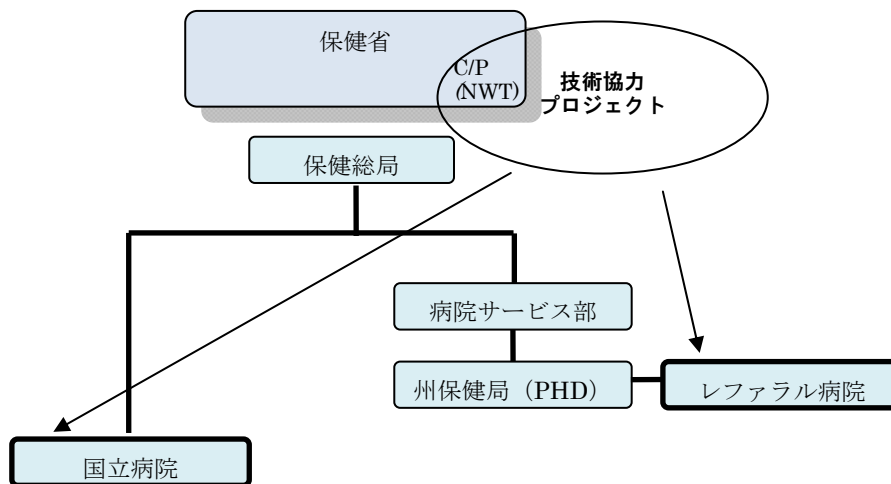 保健省
C/P
(NWT)
技術協力
プロジェクト
保健総局
病院サービス部
州保健局（PHD）
レファラル病院
国立病院